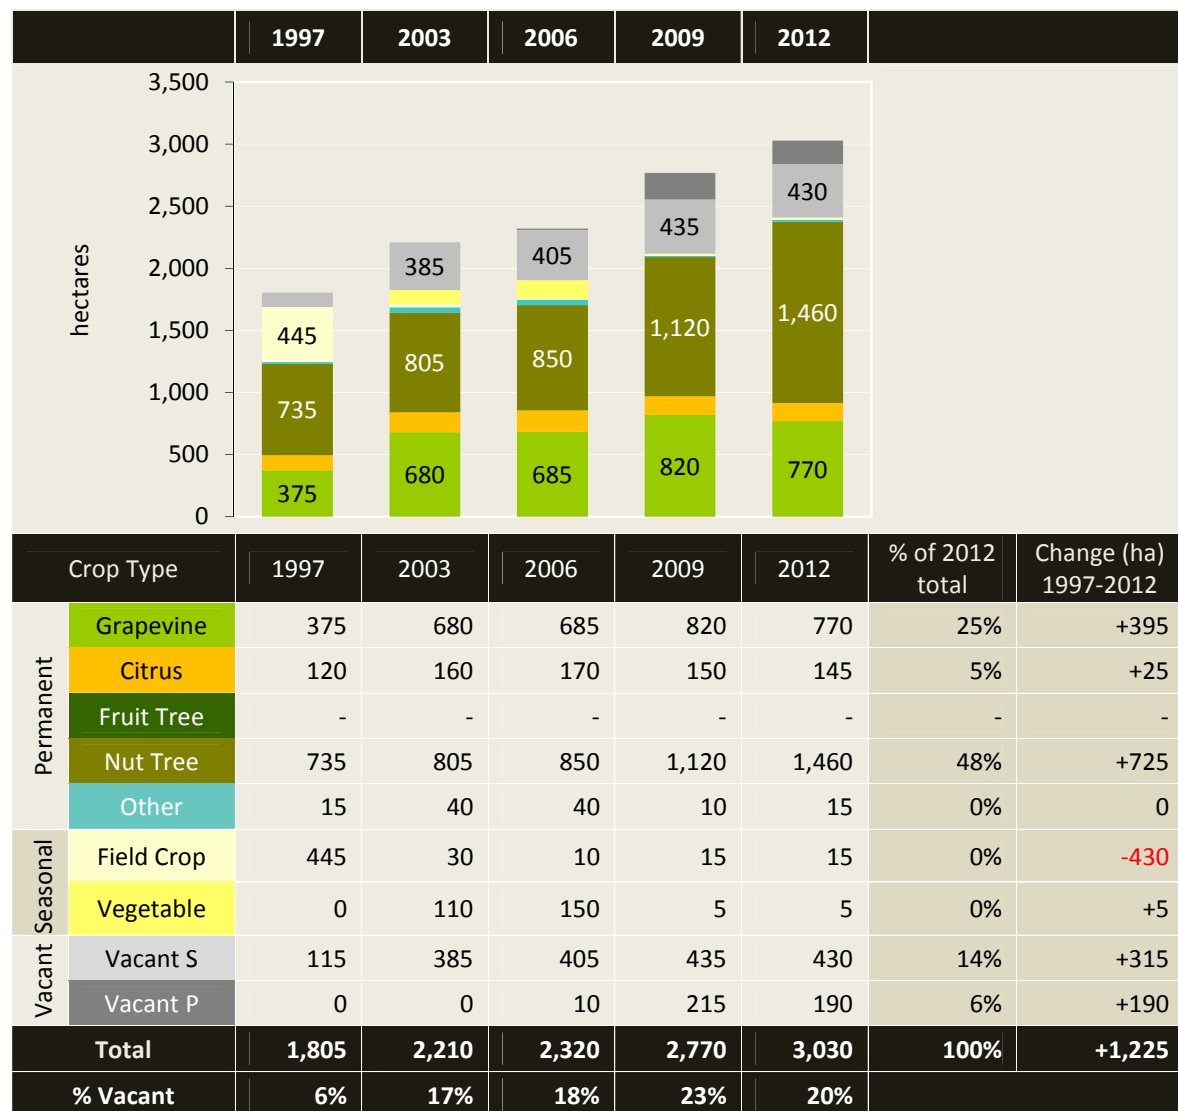 1997 2003 2006 2009 2012
3,500
3,000
2,500
2,000
1,500
1,000
500
0
hectares
445
735
375
385
805
680
405
850
685
435
1,120
820
430
1,460
770
Crop Type 1997 2003 2006 2009 2012 % of 2012 total Change (ha) 1997-2012
Permanent
Grapevine 375 680 685 820 770 25% +395
Citrus 120 160 170 150 145 5% +25
Fruit Tree - - - - - - -
Nut Tree 735 805 850 1,120 1,460 48% +725
Other 15 40 40 10 15 0% 0
Seasonal
Field Crop 445 30 10 15 15 0% -430
Vegetable 0 110 150 5 5 0% +5
Vacant
Vacant S 115 385 405 435 430 14% +315
Vacant P 0 0 10 215 190 6% +190
Total 1,805 2,210 2,320 2,770 3,030 100% +1,225
% Vacant 6% 17% 18% 23% 20%